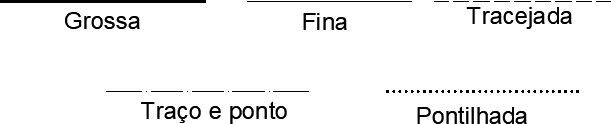 Grossa
Fina
Tracejada
Traço e ponto
Pontilhada